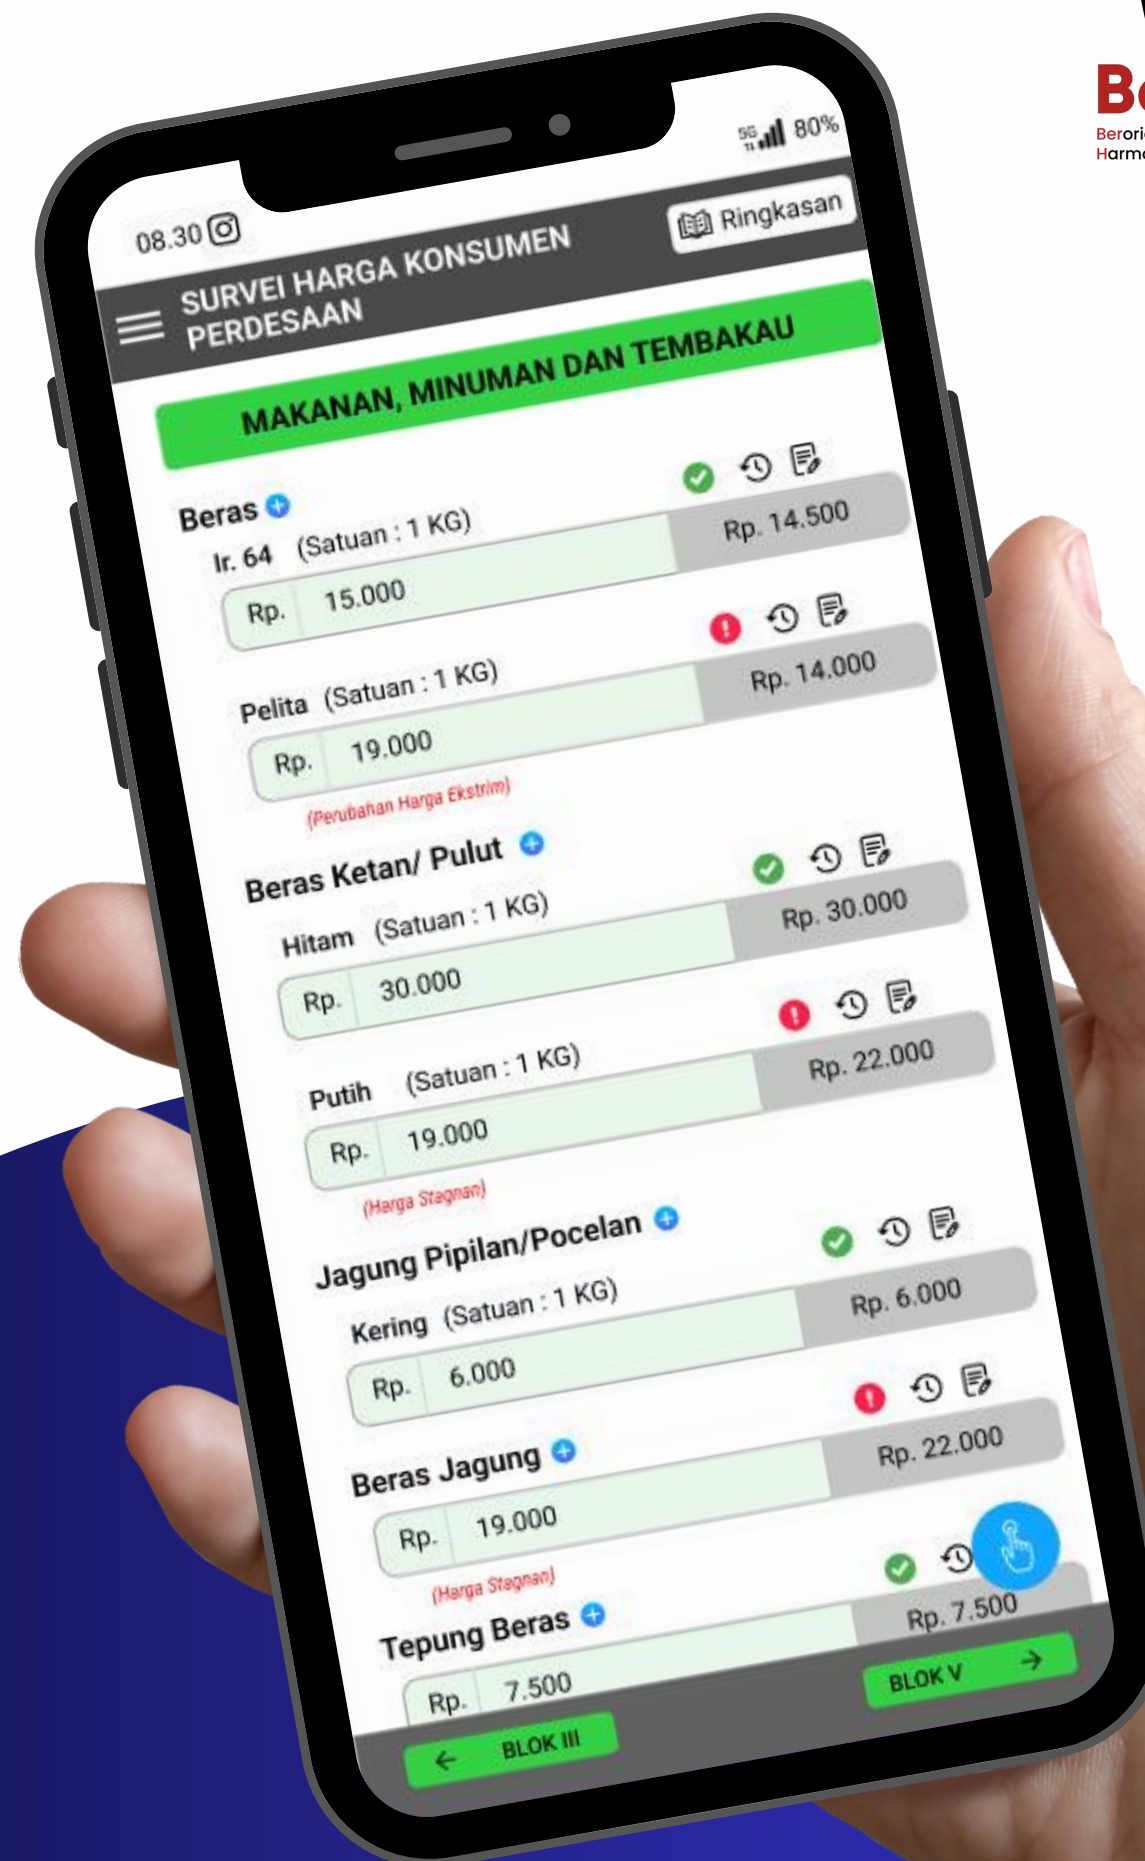 08.30
5G 80%
SURVEI HARGA KONSUMEN
PERDESAAN
Ringkasan
MAKANAN, MINUMAN DAN TEMBAKAU
Beras
Ir. 64 (Satuan : 1 KG)
Rp. 15.000 Rp. 14.500
Pelita (Satuan : 1 KG)
Rp. 19.000 Rp. 14.000
(Perubahan Harga Ekstrim)
Beras Ketan/ Pulut
Hitam (Satuan : 1 KG)
Rp. 30.000 Rp. 30.000
Putih (Satuan : 1 KG)
Rp. 19.000 Rp. 22.000
(Harga Stagnan)
Jagung Pipilan/Pocelan
Kering (Satuan : 1 KG)
Rp. 6.000 Rp. 6.000
Beras Jagung
Rp. 19.000 Rp. 22.000
(Harga Stagnan)
Tepung Beras
Rp. 7.500 Rp. 7.500
BLOK III
BLOK V